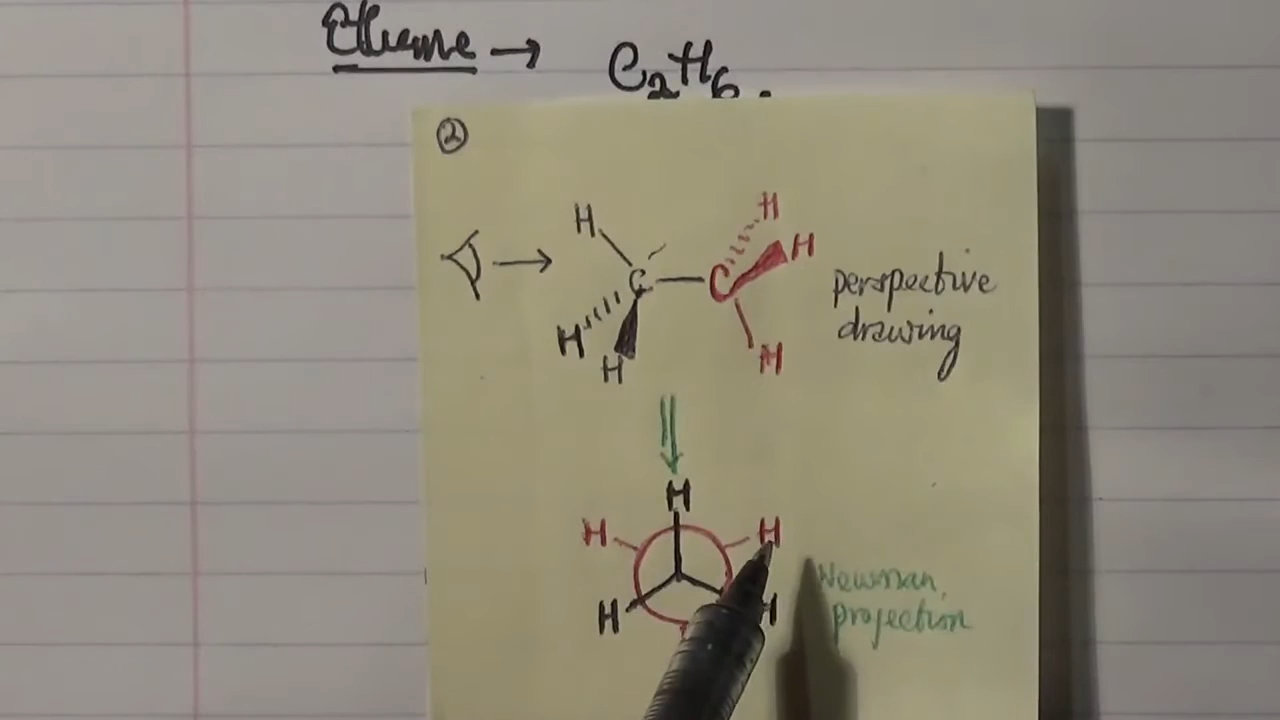 Ethane → C₂H₆.
②
H H
H
C C
H
H H
perspective
drawing
H
H H
H H
Newman
projection